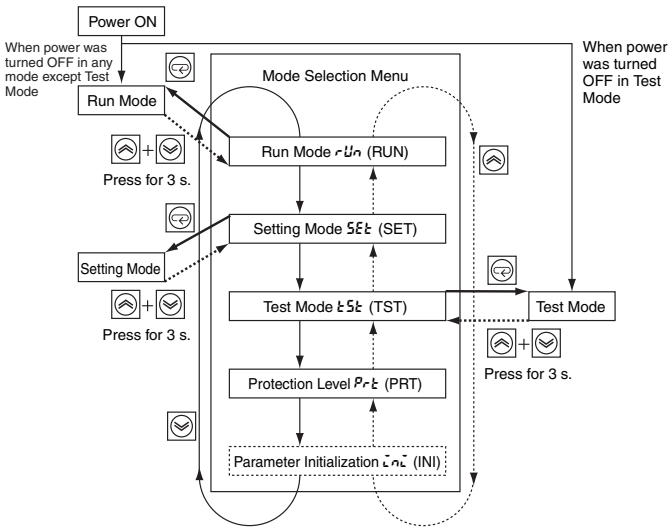 Power ON
When power was
turned OFF in any
mode except Test
Mode
When power
was turned
OFF in Test
Mode
Mode Selection Menu
Run Mode
Run Mode rUn (RUN)
+
Press for 3 s.
Setting Mode SEt (SET)
Setting Mode
+
Press for 3 s.
Test Mode tSt (TST)
Test Mode
+
Press for 3 s.
Protection Level Prt (PRT)
Parameter Initialization ini (INI)